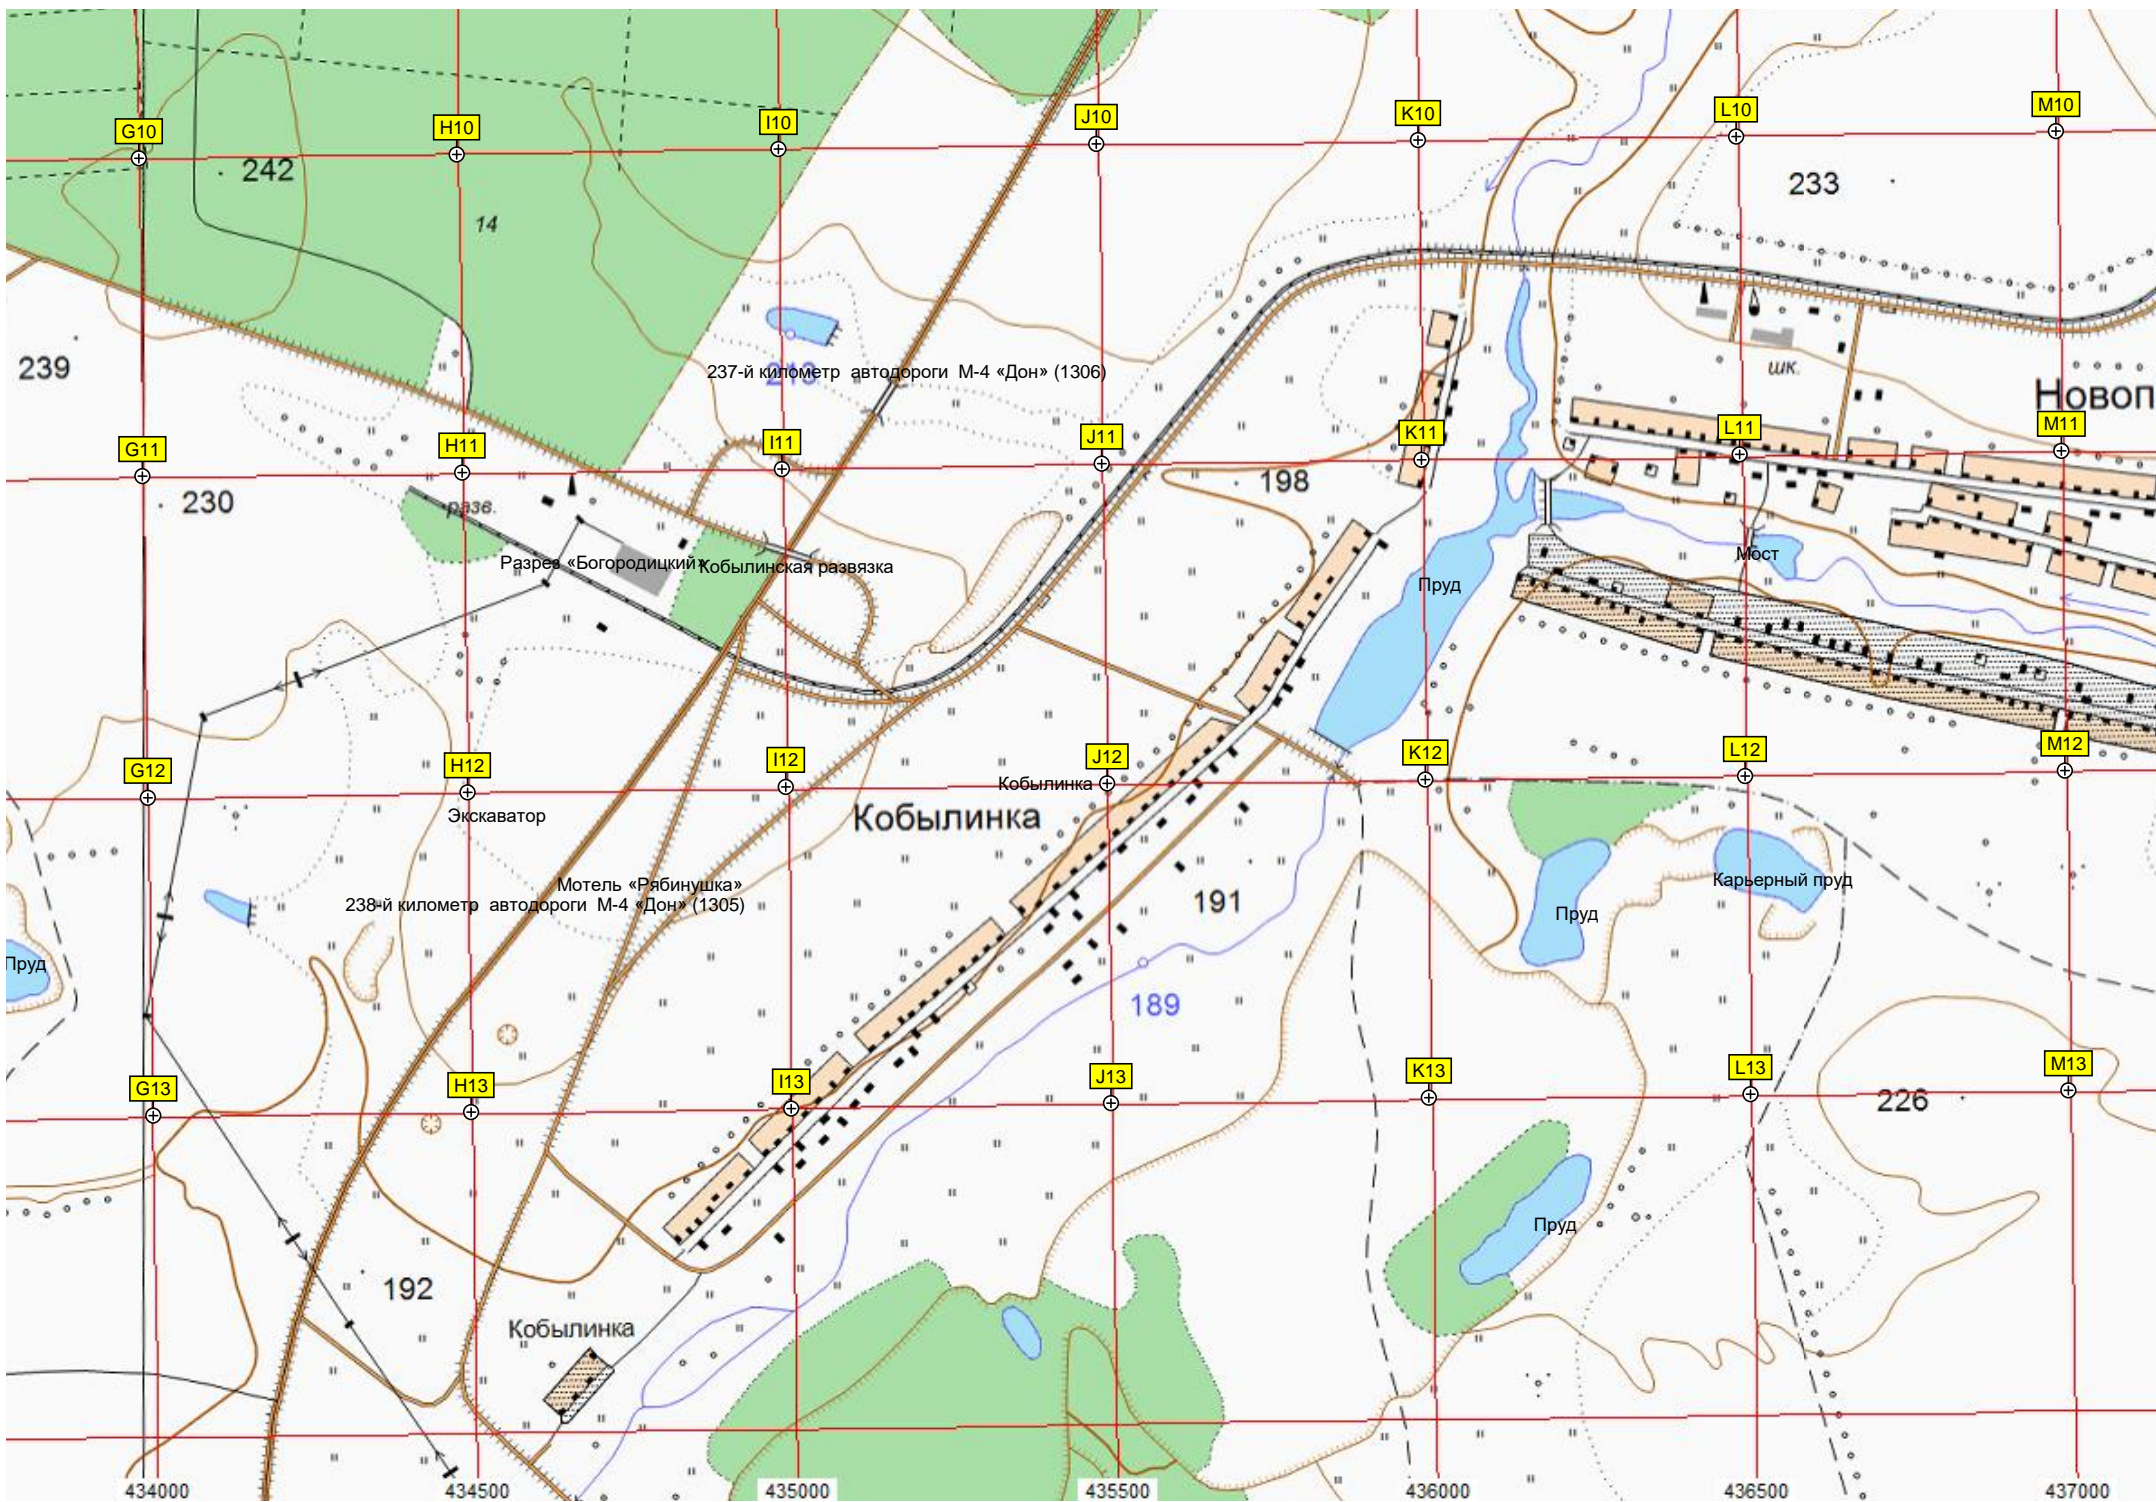 G10
H10
I10
J10
K10
L10
M10
242
14
233
239
237-й километр автодороги М-4 «Дон» (1306)
шк.
Новоп
G11
H11
I11
J11
K11
L11
M11
230
разв.
198
Разрез «Богородицкий»
Кобылинская развязка
Пруд
Мост
G12
H12
I12
J12
K12
L12
M12
Экскаватор
Кобылинка
Кобылинка
Мотель «Рябинушка»
238-й километр автодороги М-4 «Дон» (1305)
191
Карьерный пруд
Пруд
Пруд
189
G13
H13
I13
J13
K13
L13
M13
226
Пруд
192
Кобылинка
434000
434500
435000
435500
436000
436500
437000